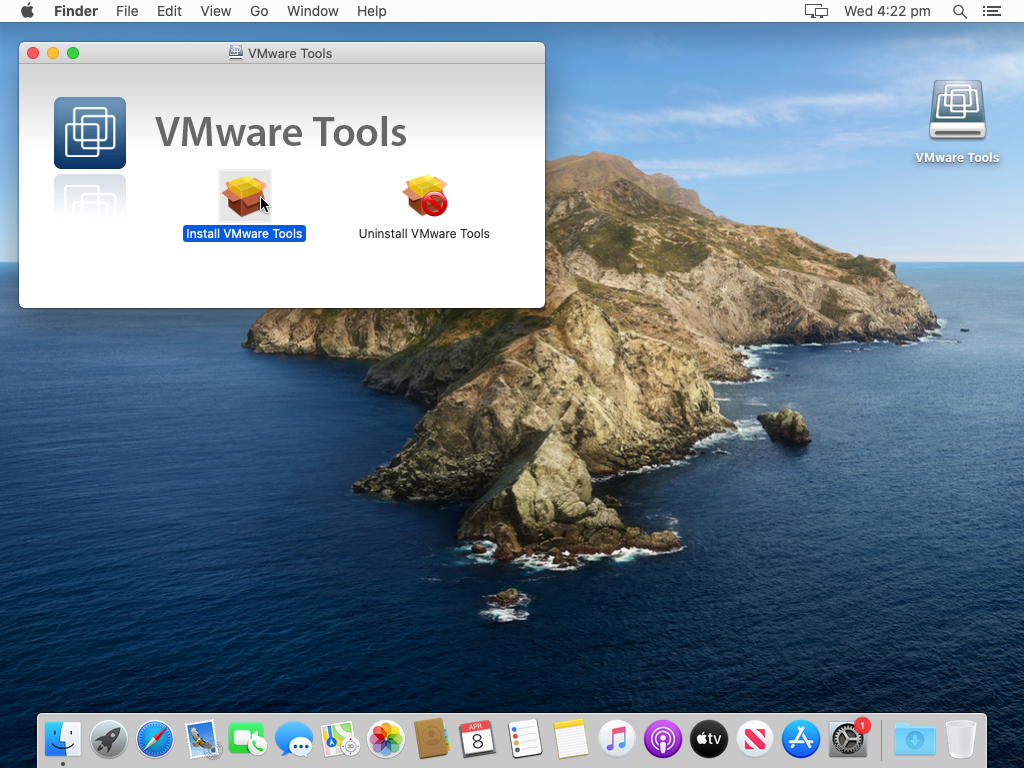 Finder File Edit View Go Window Help Wed 4:22 pm
VMware Tools
VMware Tools
Install VMware Tools
Uninstall VMware Tools
VMware Tools
APR
8
3D
tv
1